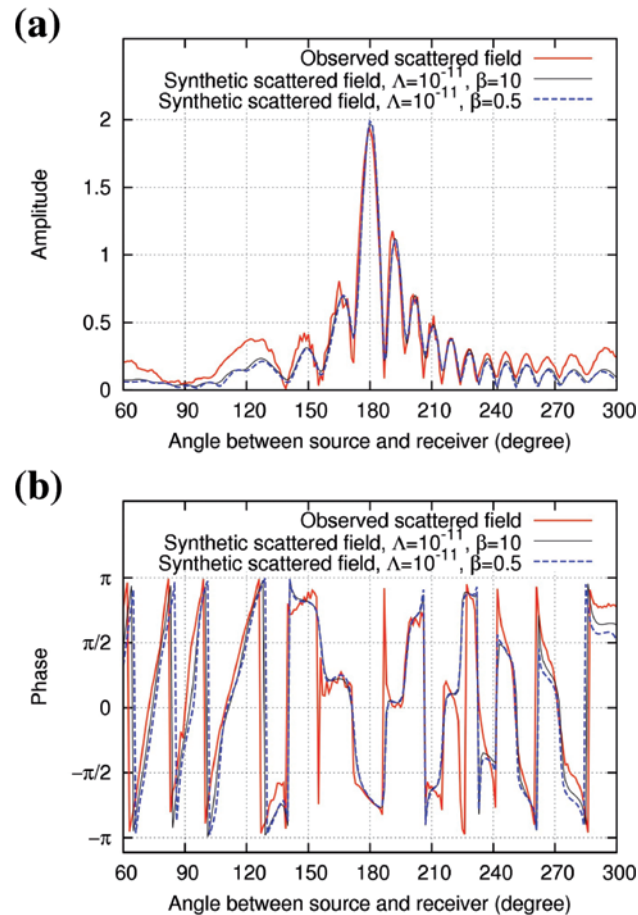 (a)
Observed scattered field
Synthetic scattered field, Λ=10⁻¹¹, β=10
Synthetic scattered field, Λ=10⁻¹¹, β=0.5
2
1.5
1
0.5
0
Amplitude
60 90 120 150 180 210 240 270 300
Angle between source and receiver (degree)
(b)
Observed scattered field
Synthetic scattered field, Λ=10⁻¹¹, β=10
Synthetic scattered field, Λ=10⁻¹¹, β=0.5
π
π/2
0
−π/2
−π
Phase
60 90 120 150 180 210 240 270 300
Angle between source and receiver (degree)